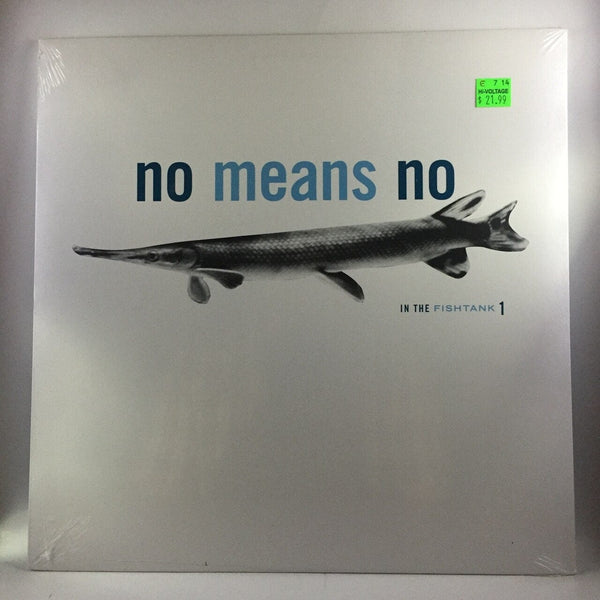 € 7 14
HI-VOLTAGE
$ 21.99
no means no
IN THE FISHTANK 1